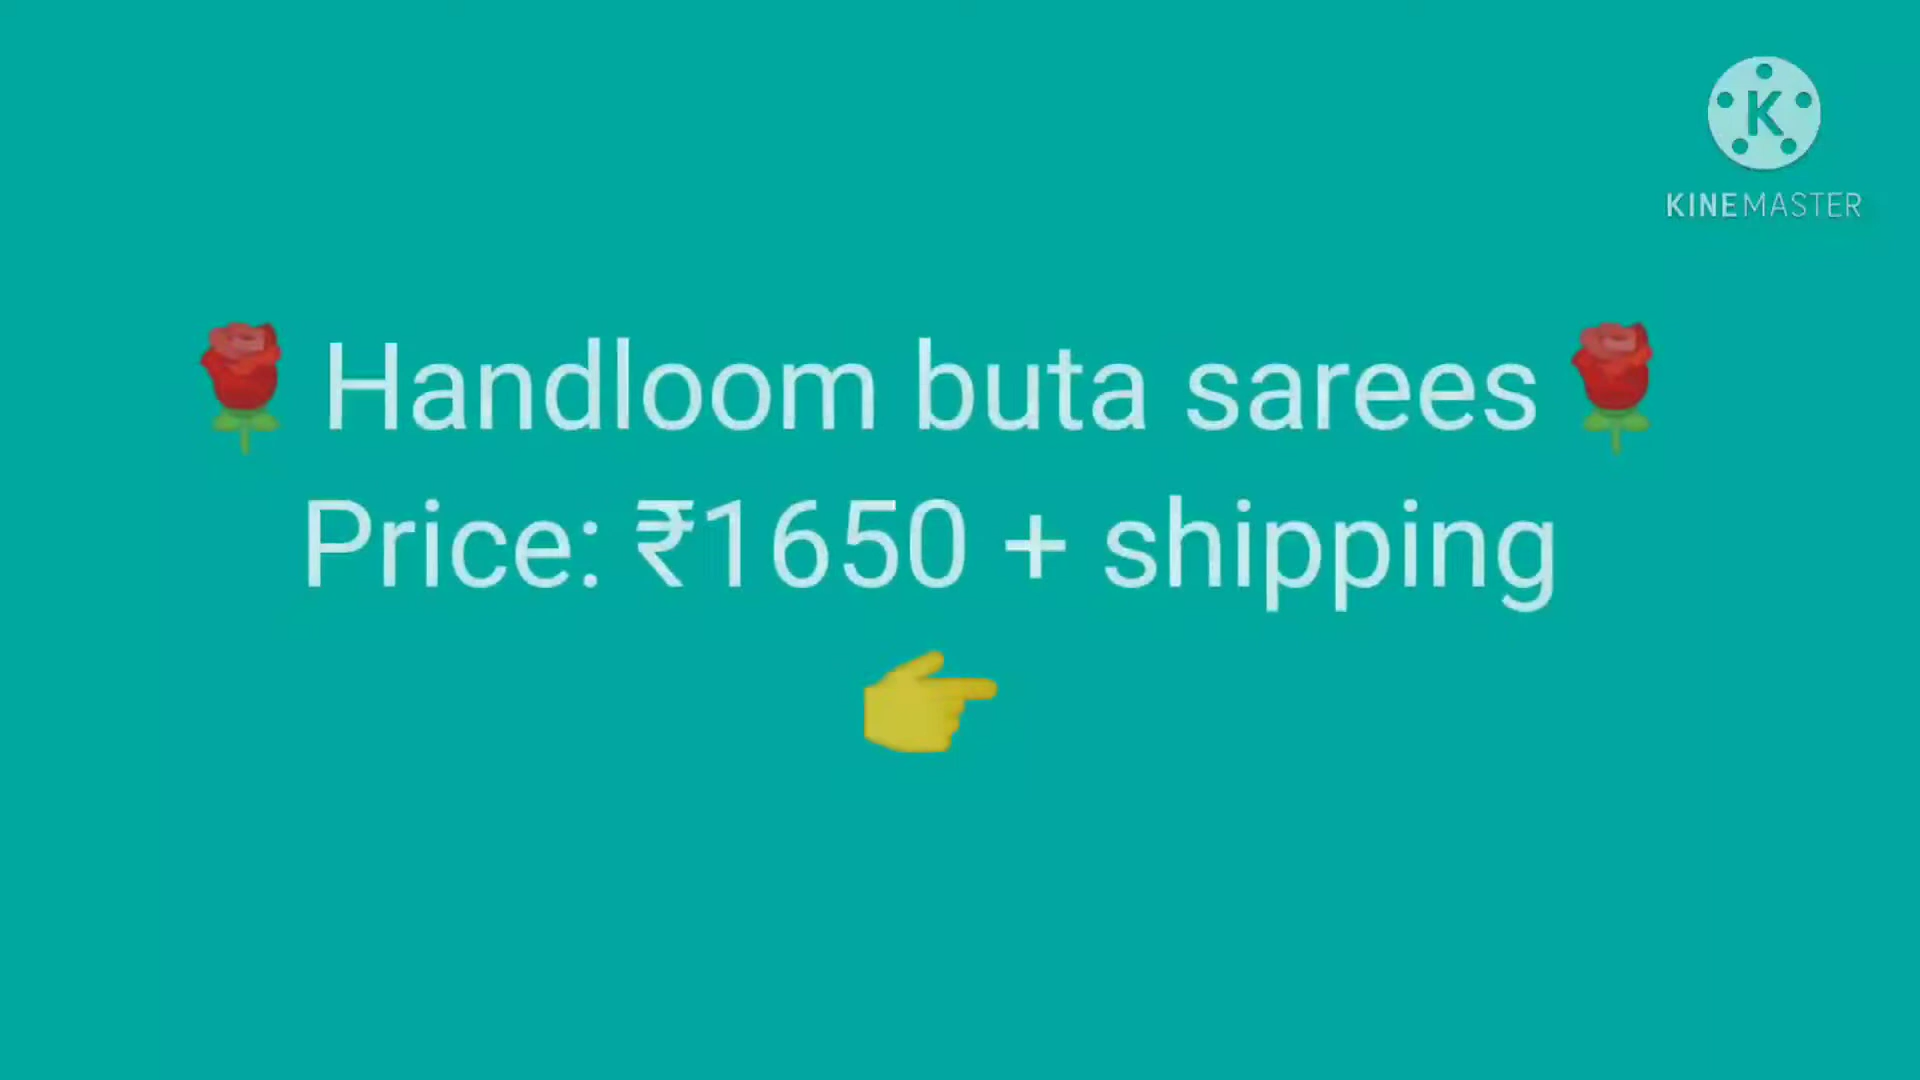 K
KINEMASTER
🌹Handloom buta sarees🌹
Price: ₹1650 + shipping
👉